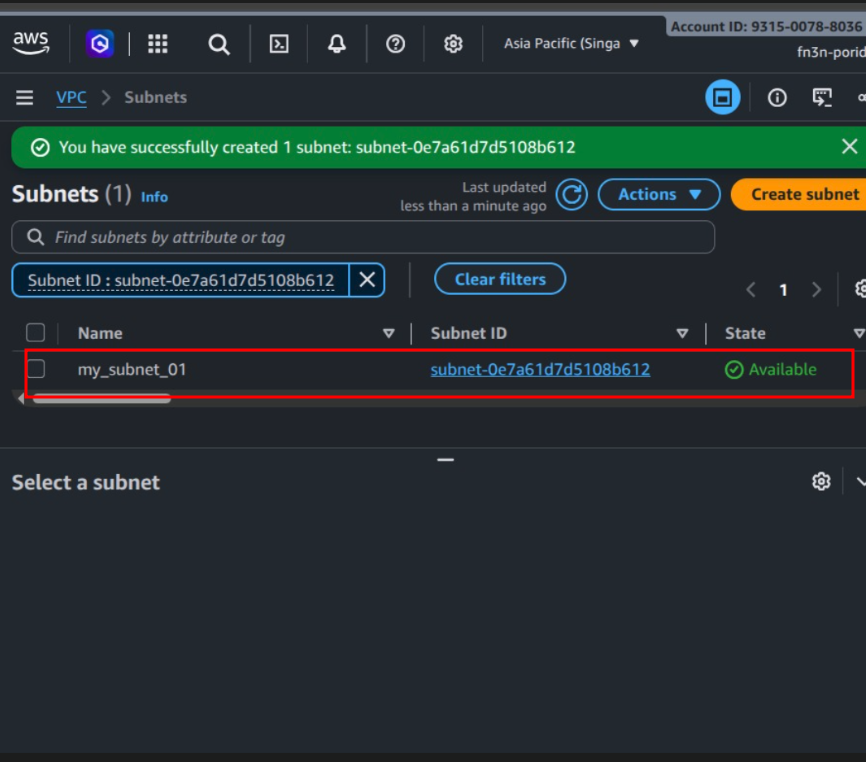 aws
Asia Pacific (Singa
Account ID: 9315-0078-8036
fn3n-porid
VPC > Subnets
You have successfully created 1 subnet: subnet-0e7a61d7d5108b612
Subnets (1) Info
Last updated
less than a minute ago
Actions
Create subnet
Find subnets by attribute or tag
Subnet ID : subnet-0e7a61d7d5108b612
Clear filters
1
Name
Subnet ID
State
my_subnet_01
subnet-0e7a61d7d5108b612
Available
Select a subnet